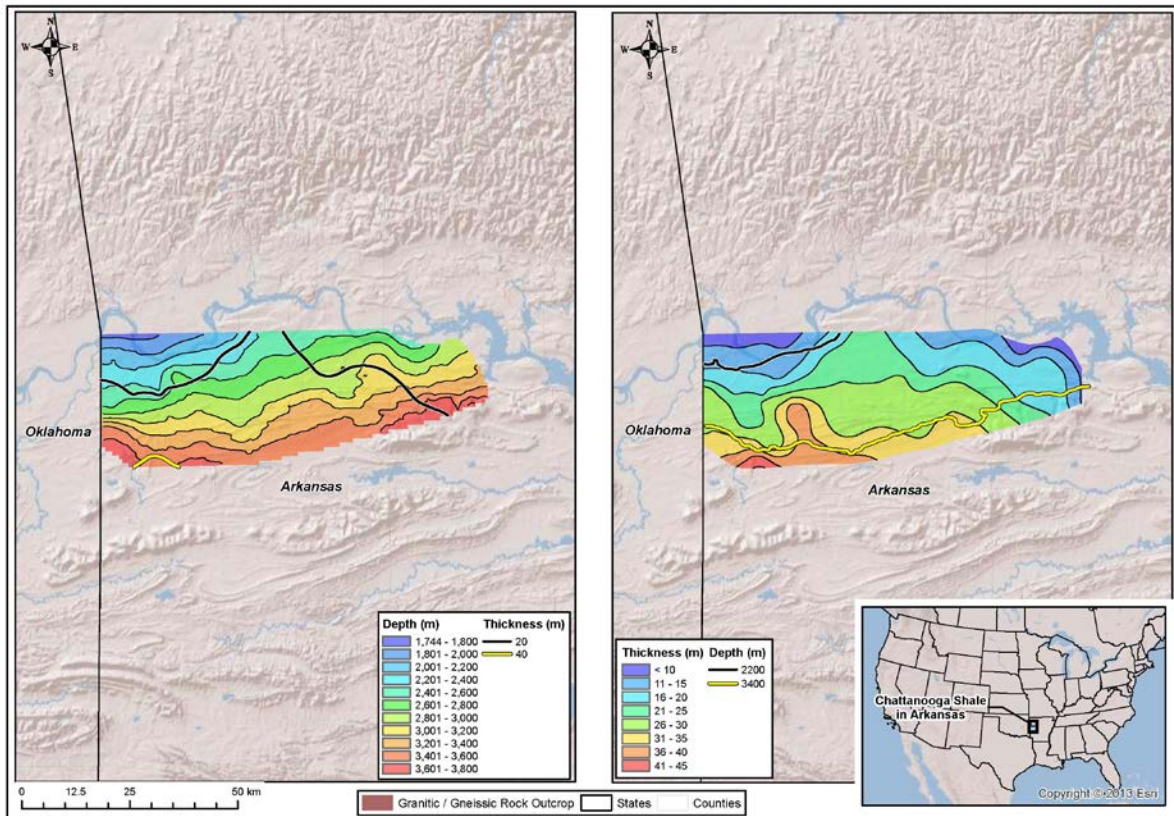 N
W E
S
Oklahoma
Arkansas
Depth (m)
1,744 - 1,800
1,801 - 2,000
2,001 - 2,200
2,201 - 2,400
2,401 - 2,600
2,601 - 2,800
2,801 - 3,000
3,001 - 3,200
3,201 - 3,400
3,401 - 3,600
3,601 - 3,800
Thickness (m)
20
40
0 12.5 25 50 km
N
W E
S
Oklahoma
Arkansas
Thickness (m)
< 10
11 - 15
16 - 20
21 - 25
26 - 30
31 - 35
36 - 40
41 - 45
Depth (m)
2200
3400
Chattanooga Shale
in Arkansas
Copyright © 2013 Esri
Granitic / Gneissic Rock Outcrop States Counties